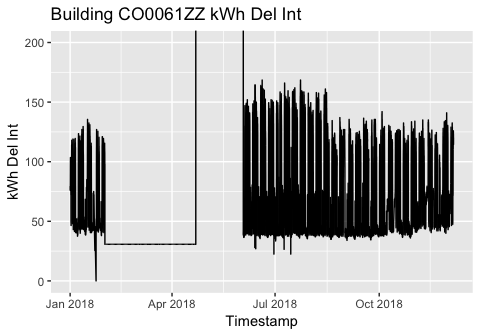 Building CO0061ZZ kWh Del Int
200
150
100
50
0
kWh Del Int
Jan 2018 Apr 2018 Jul 2018 Oct 2018
Timestamp